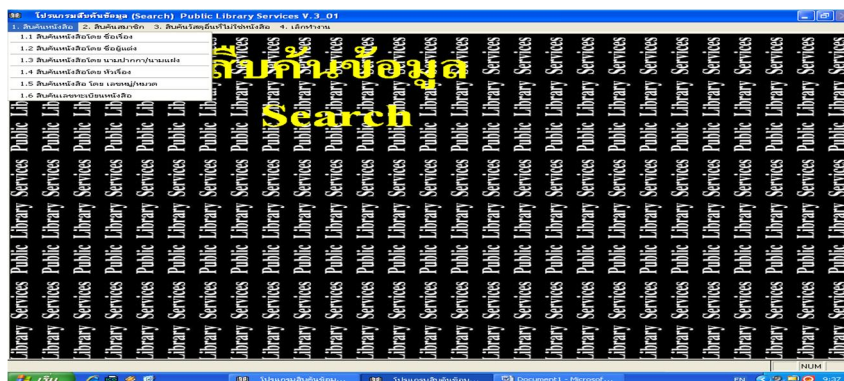 โปรแกรมสืบค้นข้อมูล (Search) Public Library Services V.3_01
1. สืบค้นหนังสือ 2. สืบค้นสมาชิก 3. สืบค้นวัสดุอื่นที่ไม่ใช่หนังสือ 4. เลิกทำงาน
1.1 สืบค้นหนังสือโดย ชื่อเรื่อง
1.2 สืบค้นหนังสือโดย ชื่อผู้แต่ง
1.3 สืบค้นหนังสือโดย นามปากกา/นามแฝง
1.4 สืบค้นหนังสือโดย หัวเรื่อง
1.5 สืบค้นหนังสือ โดย เลขหมู่/หมวด
1.6 สืบค้นเลขทะเบียนหนังสือ
สืบค้นข้อมูล
Search
Public Library Services
NUM
เริ่ม โปรแกรมสืบค้นข้อม... โปรแกรมสืบค้นข้อม... Document1 - Microsof... EN 9:37